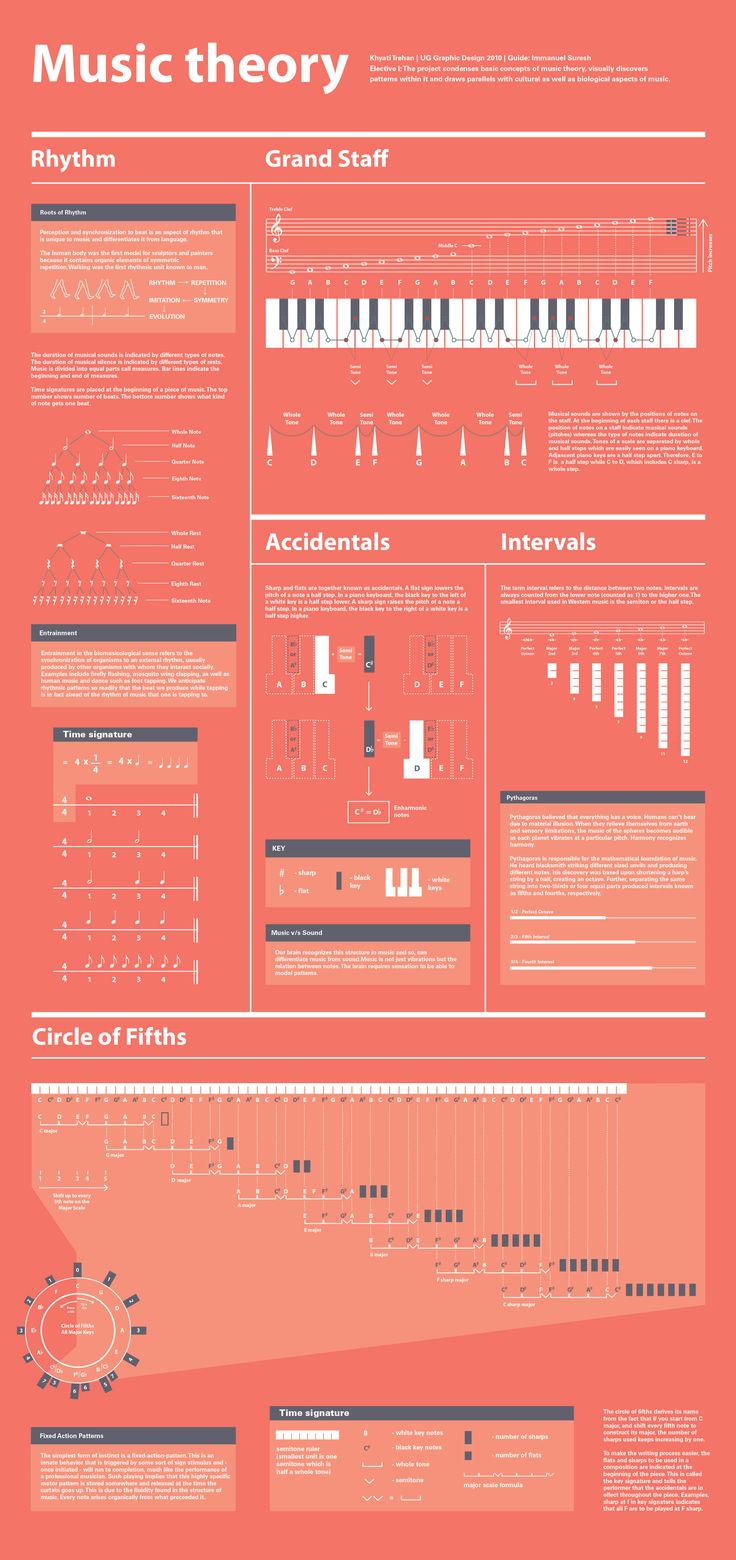 Music theory
Khyati Trehan | UG Graphic Design 2010 | Guide: Immanuel Suresh
Elective I: The project condenses basic concepts of music theory, visually discovers
patterns within it and draws parallels with cultural as well as biological aspects of music.
Rhythm
Roots of Rhythm
Perception and synchronization to beat is an aspect of rhythm that
is unique to music and differentiates it from language.
The human body was the first model for sculptors and painters
because it contains organic elements of symmetric
repetition. Walking was the first rhythmic unit known to man.
RHYTHM → REPETITION
IMITATION ← SYMMETRY
EVOLUTION
2
4
The duration of musical sounds is indicated by different types of notes.
The duration of musical silence is indicated by different types of rests.
Music is divided into equal parts call measures. Bar lines indicate the
beginning and end of measures.
Time signatures are placed at the beginning of a piece of music. The top
number shows number of beats. The bottom number shows what kind
of note gets one beat.
Whole Note
Half Note
Quarter Note
Eighth Note
Sixteenth Note
Whole Rest
Half Rest
Quarter Rest
Eighth Rest
Sixteenth Note
Entrainment
Entrainment in the biomusicological sense refers to the
synchronization of organisms to an external rhythm, usually
produced by other organisms with whom they interact socially.
Examples include firefly flashing, mosquito wing clapping, as well as
human music and dance such as foot tapping. We anticipate
rhythmic patterns so readily that the beat we produce while tapping
is in fact ahead of the rhythm of music that one is tapping to.
Time signature
= 4 x 1/4 = 4 x ♩ = ♩ ♩ ♩ ♩
4
4
1 2 3 4
4
4
1 2 3 4
4
4
1 2 3 4
4
4
1 2 3 4
4
4
1 2 3 4
Grand Staff
Treble Clef
Middle C
Bass Clef
Pitch increases
G A B C D E F G A B C D E F G A B C D E F
Semi Tone
Semi Tone
Semi Tone
Whole Tone
Whole Tone
Whole Tone
Whole Tone
Whole Tone
Semi Tone
Whole Tone
Whole Tone
Whole Tone
Semi Tone
C D E F G A B C
Musical sounds are shown by the positions of notes on
the staff. At the beginning of each staff there is a clef. The
position of notes on a staff indicate musical sounds
(pitches) whereas the type of notes indicate duration of
musical sounds. Tones of a scale are separated by whole
and half steps which are easily seen on a piano keyboard.
Adjascent piano keys are a half step apart. Therefore, E to
F is a half step while C to D, which includes C sharp, is a
whole step.
Accidentals
Sharp and flats are together known as accidentals. A flat sign lowers the
pitch of a note a half step. In a piano keyboard, the black key to the left of
a white key is a half step lower. A sharp sign raises the pitch of a note a
half step. In a piano keyboard, the black key to the right of a white key is a
half step higher.
B♭ or A♯
A B C
+ Semi Tone =
C♯
D E F
B♭ or A♯
A B C
D♭
= Semi Tone -
E♭ or D♯
D E F
C♯ = D♭
Enharmonic
notes
KEY
♯ - sharp
♭ - flat
- black
key
- white
keys
Music v/s Sound
Our brain recognizes this structure in music and so, can
differentiate music from sound. Music is not just vibrations but the
relation between notes. The brain requires sensation to be able to
model patterns.
Intervals
The term interval refers to the distance between two notes. Intervals are
always counted from the lower note (counted as 1) to the higher one. The
smallest interval used in Western music is the semiton or the half step.
Perfect Major Major Perfect Perfect Major Major Perfect
Unison 2nd 3rd 4th 5th 6th 7th Octave
2 4 5 7 9 11 12
Pythagoras
Pythagoras believed that everything has a voice. Humans can't hear
due to material illusion. When they relieve themselves from earth
and sensory limitations, the music of the spheres becomes audible
as each planet vibrates at a particular pitch. Harmony recognizes
harmony.
Pythagoras is responsible for the mathematical foundation of music.
He heard blacksmith striking different sized anvils and producing
different notes. his discovery was based upon shortening a harp's
string by a half, creating an octave. Further, separating the same
string into two-thirds or four equal parts produced intervals known
as fifths and fourths, respectively.
1/2 - Perfect Octave
2/3 - Fifth Interval
3/4 - Fourth Interval
Circle of Fifths
C major
G major
D major
A major
E major
B major
F sharp major
C sharp major
1 2 3 4 5
Shift up to every
5th note on the
Major Scale
Circle of Fifths
All Major Keys
Fixed Action Patterns
The simplest form of instinct is a fixed-action-pattern. This is an
innate behavior that is triggered by some sort of sign stimulus and -
once initiated - will run to completion, much like the performance of
a professional musician. Such playing implies that this highly specific
motor pattern is stored somewhere and released at the time the
curtain goes up. This is due to the fluidity found in the structure of
music. Every note arises organically from what preceeded it.
Time signature
semitone ruler
(smallest unit is one
semitone which is
half a whole tone)
B - white key notes
C♯ - black key notes
- whole tone
- semitone
=
- number of sharps
- number of flats
major scale formula
The circle of fifths derives its name
from the fact that if you start from C
major, and shift every fifth note to
construct its major, the number of
sharps used keeps increasing by one.
To make the writing process easier, the
flats and sharps to be used in a
composition are indicated at the
beginning of the piece. This is called
the key signature and tells the
performer that the accidentals are in
effect throughout the piece. Examples,
sharp at f in key signature indicates
that all F are to be played at F sharp.